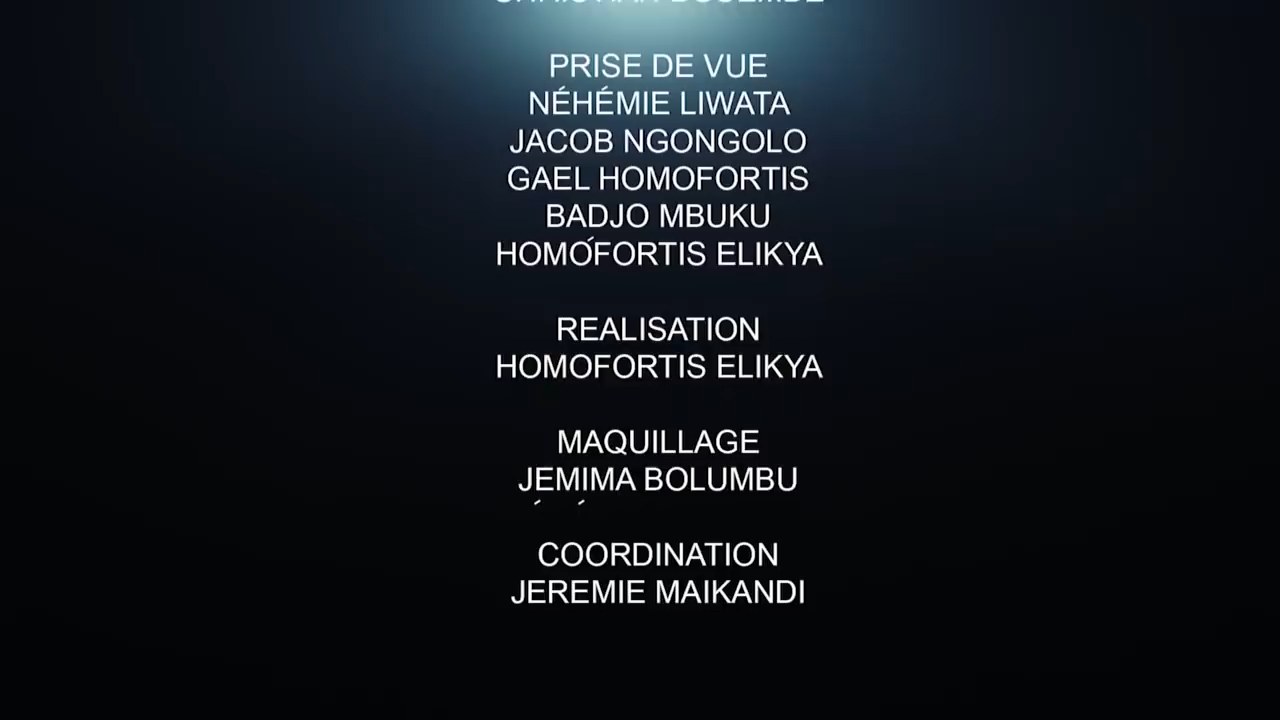 PRISE DE VUE
NÉHÉMIE LIWATA
JACOB NGONGOLO
GAEL HOMOFORTIS
BADJO MBUKU
HOMOFORTIS ELIKYA
REALISATION
HOMOFORTIS ELIKYA
MAQUILLAGE
JEMIMA BOLUMBU
COORDINATION
JEREMIE MAIKANDI